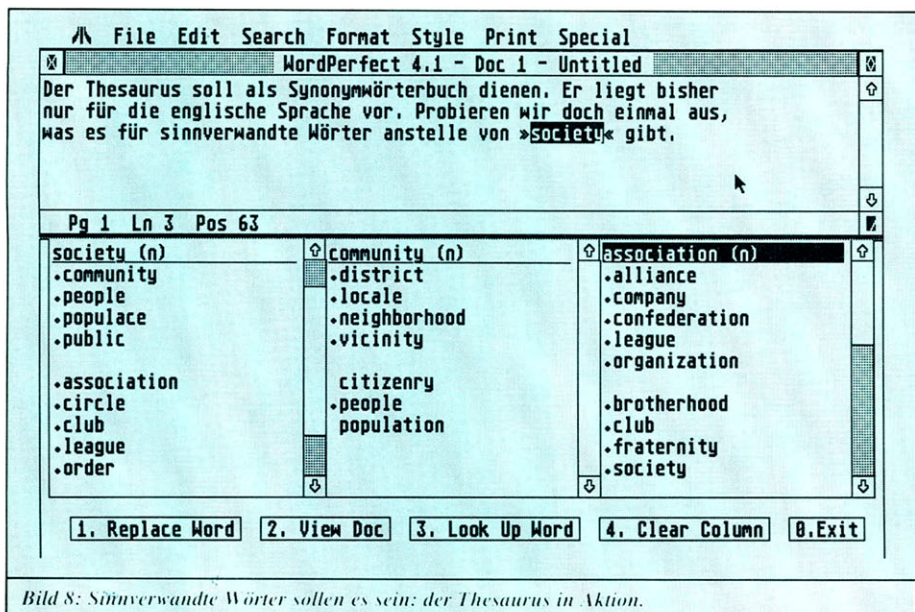 File Edit Search Format Style Print Special
WordPerfect 4.1 - Doc 1 - Untitled
Der Thesaurus soll als Synonymwörterbuch dienen. Er liegt bisher
nur für die englische Sprache vor. Probieren wir doch einmal aus,
was es für sinnverwandte Wörter anstelle von »society« gibt.
Pg 1 Ln 3 Pos 63
society (n)
•community
•people
•populace
•public
•association
•circle
•club
•league
•order
community (n)
•district
•locale
•neighborhood
•vicinity
citizenry
•people
population
association (n)
•alliance
•company
•confederation
•league
•organization
•brotherhood
•club
•fraternity
•society
1. Replace Word 2. View Doc 3. Look Up Word 4. Clear Column 0.Exit
Bild 8: Sinnverwandte Wörter sollen es sein: der Thesaurus in Aktion.